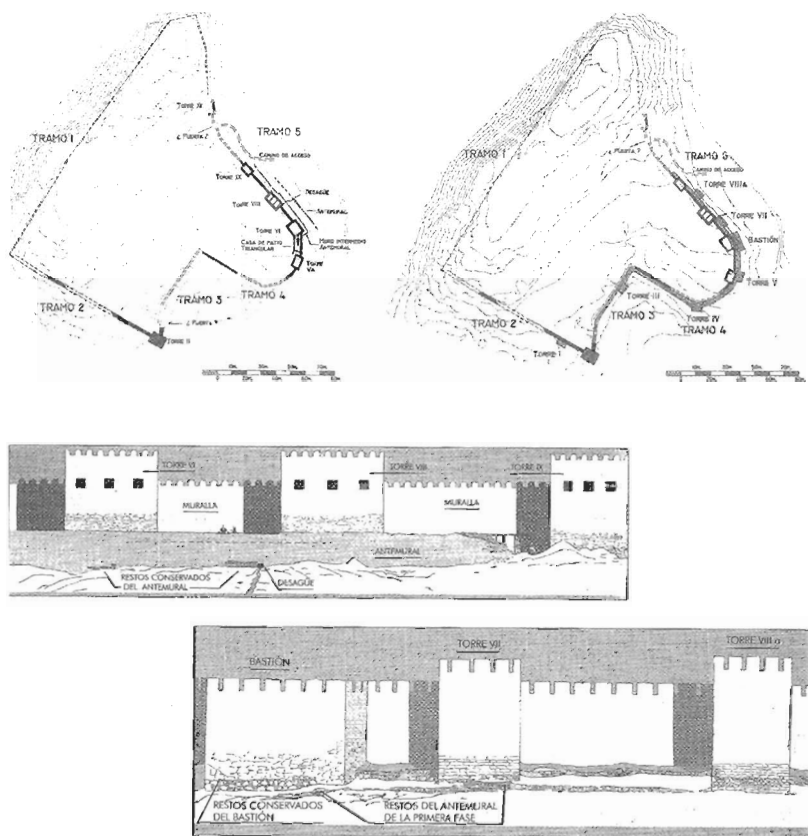 TORRE XI
TRAMO 5
TRAMO 1
¿PUERTA?
CAMINO DE ACCESO
TORRE IX
DESAGÜE
TORRE VIII
ANTEMURAL
TORRE VI
CASA DE PATIO
TRIANGULAR
MURO INTERMEDIO
ANTEMURAL
TORRE
VA
TRAMO 2
TRAMO 3
TRAMO 4
¿PUERTA?
TORRE II
TRAMO 1
PUERTA ?
TRAMO 5
CAMINO DE ACCESO
TORRE VIIIA
TORRE VII
BASTIÓN
TORRE V
TORRE III
TRAMO 3
TORRE IV
TRAMO 4
TRAMO 2
TORRE I
TORRE VI
TORRE VIII
TORRE IX
MURALLA
MURALLA
ANTEMURAL
RESTOS CONSERVADOS
DEL ANTEMURAL
DESAGÜE
BASTIÓN
TORRE VII
TORRE VIII a
RESTOS CONSERVADOS
DEL BASTIÓN
RESTOS DEL ANTEMURAL
DE LA PRIMERA FASE